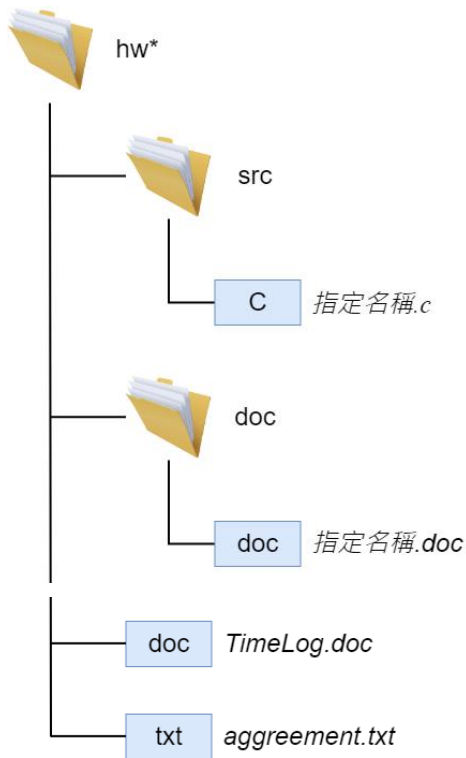 hw*
src
C 指定名稱.c
doc
doc 指定名稱.doc
doc TimeLog.doc
txt aggreement.txt